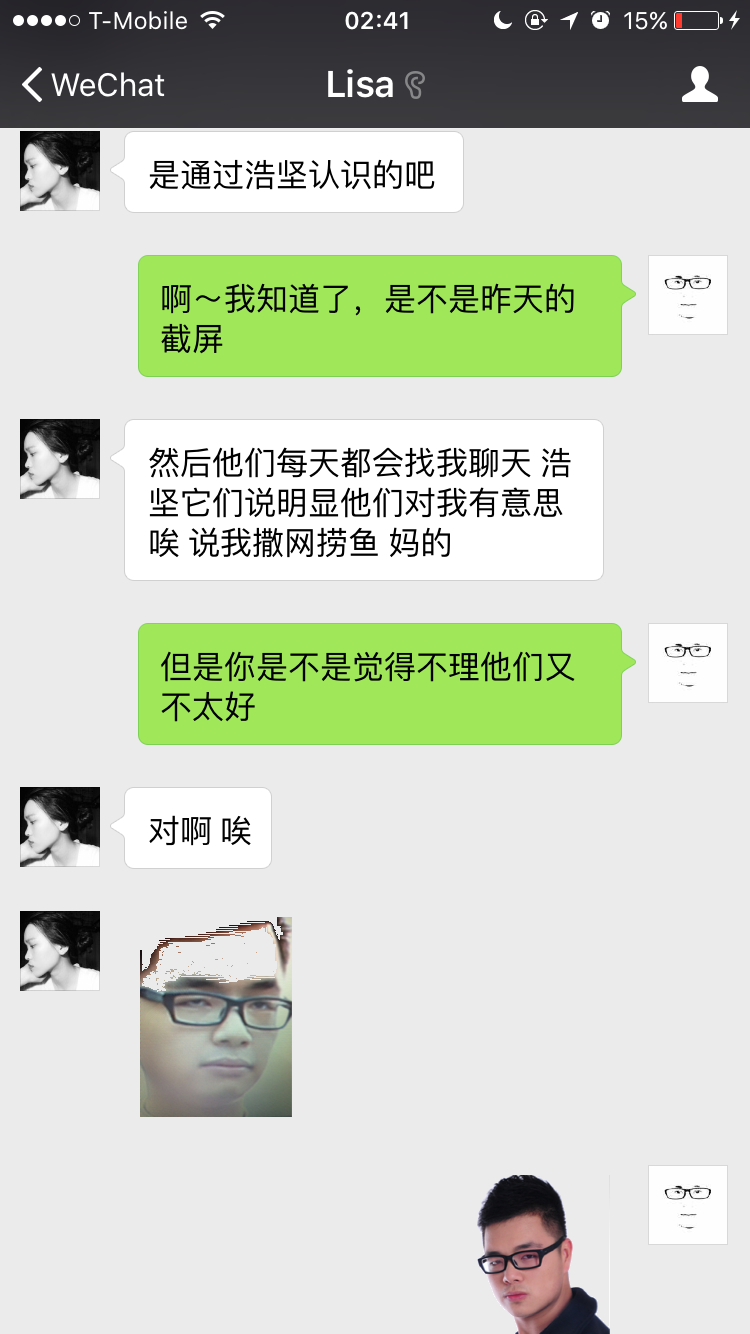 T-Mobile 02:41 15%
WeChat Lisa
是通过浩坚认识的吧
啊～我知道了，是不是昨天的
截屏
然后他们每天都会找我聊天 浩
坚它们说明显他们对我有意思
唉 说我撒网捞鱼 妈的
但是你是不是觉得不理他们又
不太好
对啊 唉